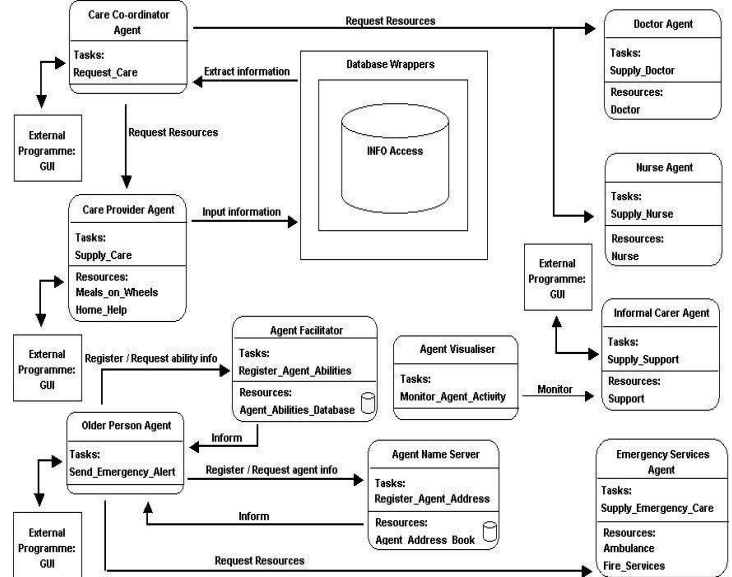 Care Co-ordinator
Agent
Tasks:
Request_Care
Request Resources
Doctor Agent
Tasks:
Supply_Doctor
Resources:
Doctor
Extract information
Database Wrappers
INFO Access
External
Programme:
GUI
Request Resources
Nurse Agent
Tasks:
Supply_Nurse
Resources:
Nurse
Care Provider Agent
Tasks:
Supply_Care
Resources:
Meals_on_Wheels
Home_Help
Input information
External
Programme:
GUI
External
Programme:
GUI
Informal Carer Agent
Tasks:
Supply_Support
Resources:
Support
Register / Request ability info
Agent Facilitator
Tasks:
Register_Agent_Abilities
Resources:
Agent_Abilities_Database
Agent Visualiser
Tasks:
Monitor_Agent_Activity
Monitor
Older Person Agent
Tasks:
Send_Emergency_Alert
Inform
Register / Request agent info
Agent Name Server
Tasks:
Register_Agent_Address
Resources:
Agent_Address_Book
Inform
Emergency Services
Agent
Tasks:
Supply_Emergency_Care
Resources:
Ambulance
Fire_Services
External
Programme:
GUI
Request Resources